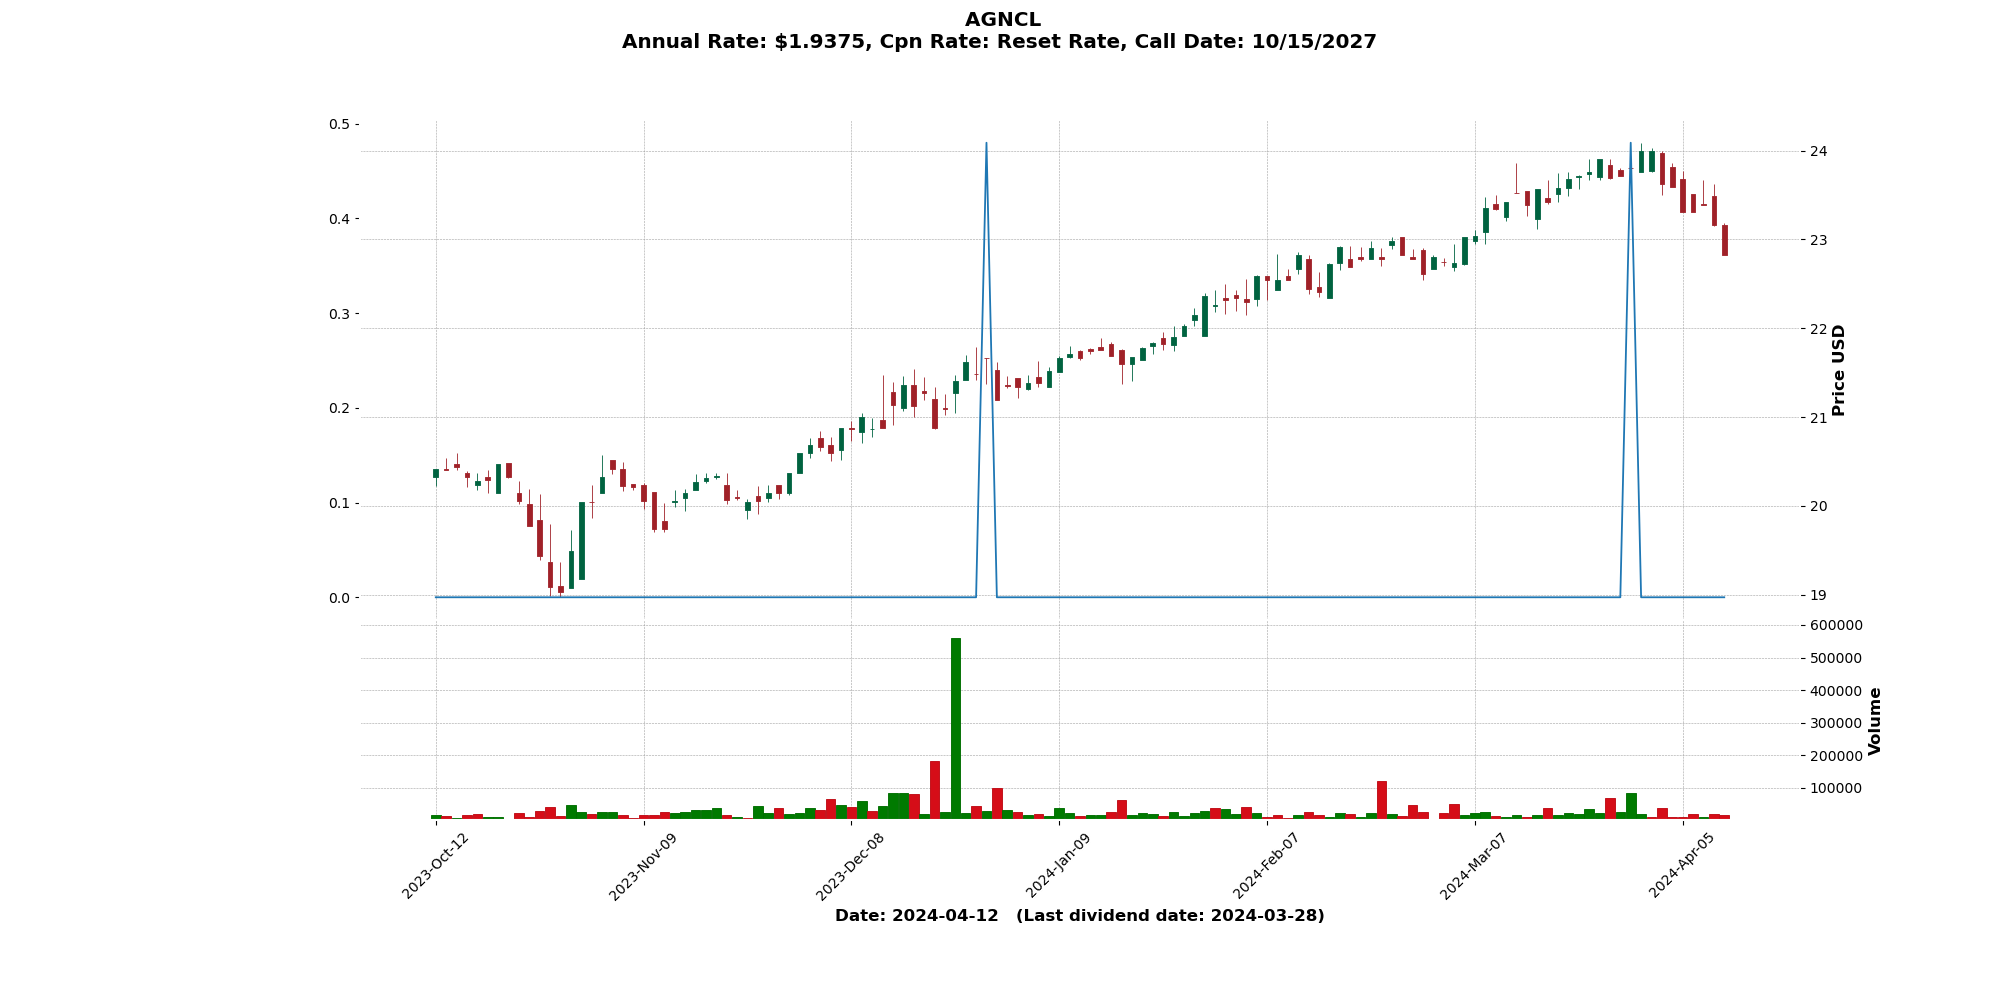 AGNCL
Annual Rate: $1.9375, Cpn Rate: Reset Rate, Call Date: 10/15/2027
0.5
0.4
0.3
0.2
0.1
0.0
24
23
22
21
20
19
Price USD
600000
500000
400000
300000
200000
100000
Volume
2023-Oct-12
2023-Nov-09
2023-Dec-08
2024-Jan-09
2024-Feb-07
2024-Mar-07
2024-Apr-05
Date: 2024-04-12   (Last dividend date: 2024-03-28)